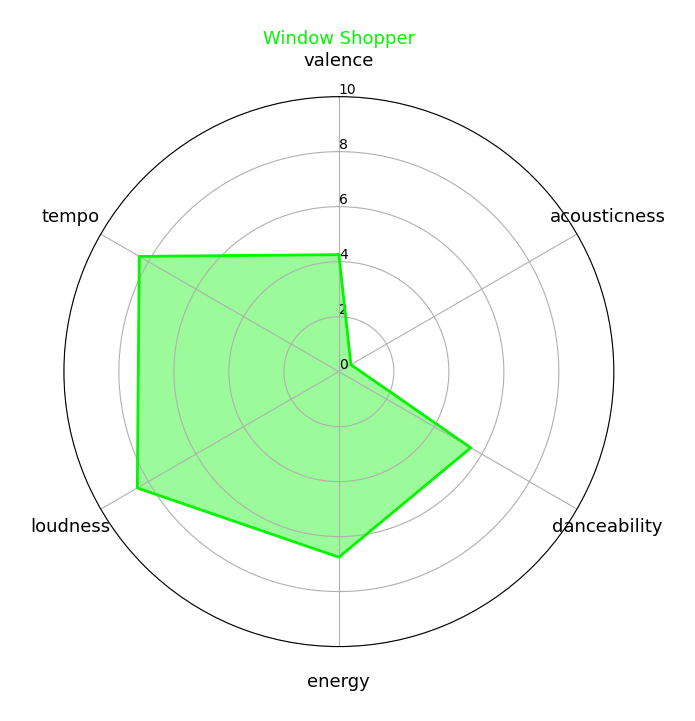 Window Shopper
valence
10
8
6
4
2
0
tempo
acousticness
loudness
danceability
energy